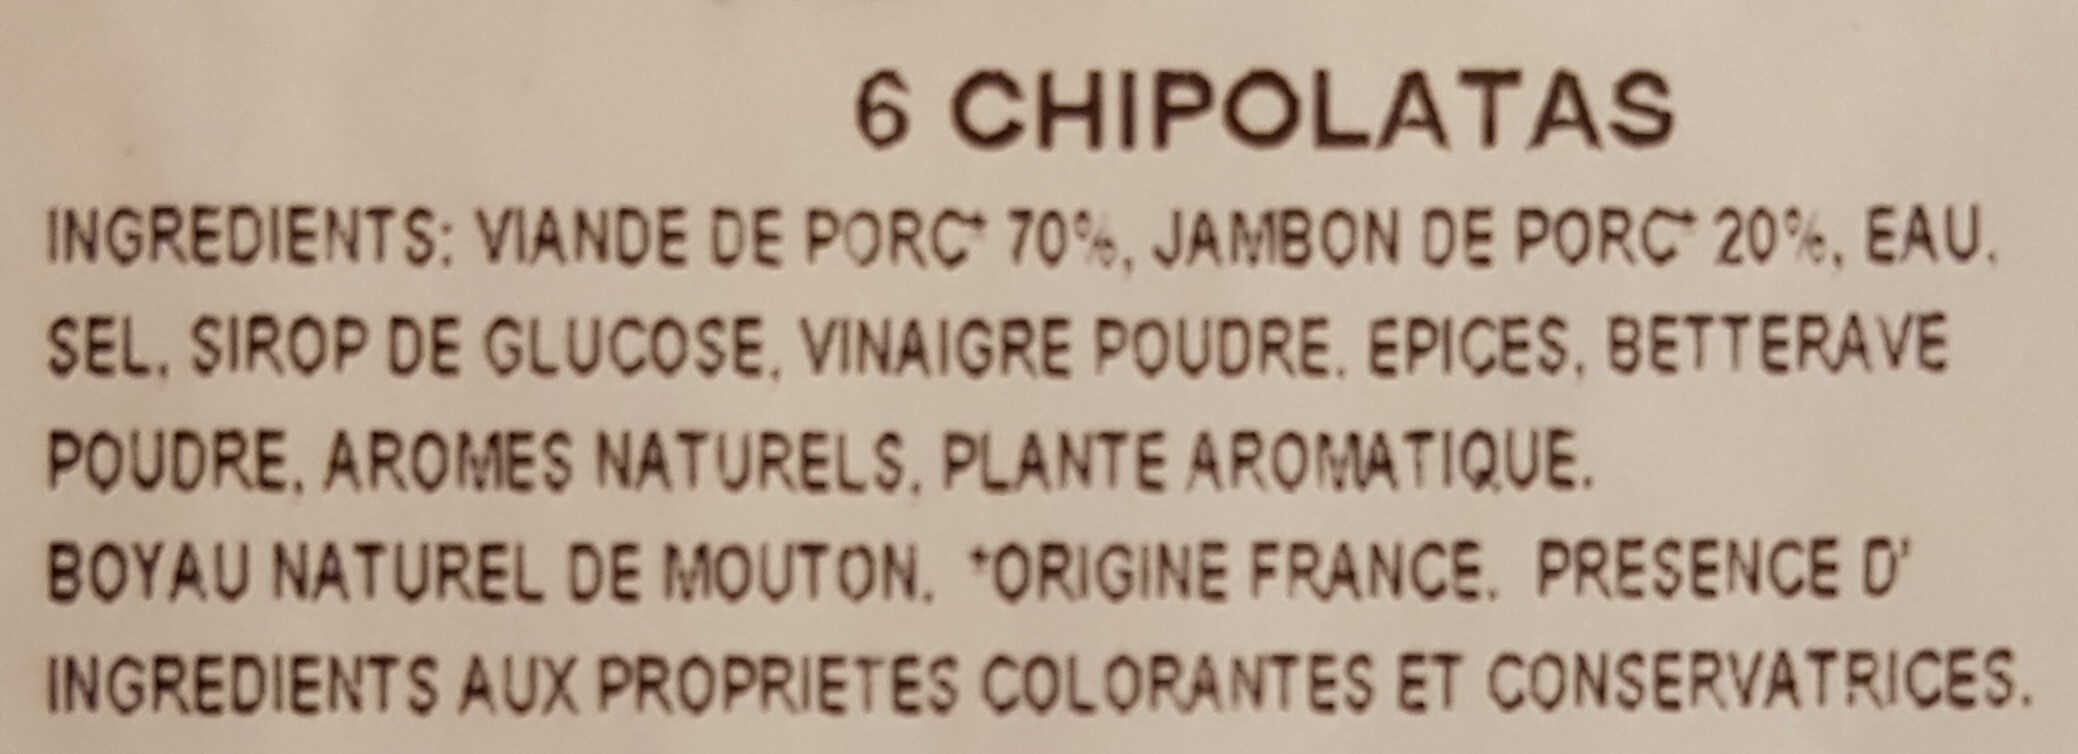 6 CHIPOLATAS
INGREDIENTS: VIANDE DE PORC* 70%, JAMBON DE PORC* 20%, EAU,
SEL, SIROP DE GLUCOSE, VINAIGRE POUDRE, EPICES, BETTERAVE
POUDRE, AROMES NATURELS, PLANTE AROMATIQUE.
BOYAU NATUREL DE MOUTON. *ORIGINE FRANCE. PRESENCE D'
INGREDIENTS AUX PROPRIETES COLORANTES ET CONSERVATRICES.